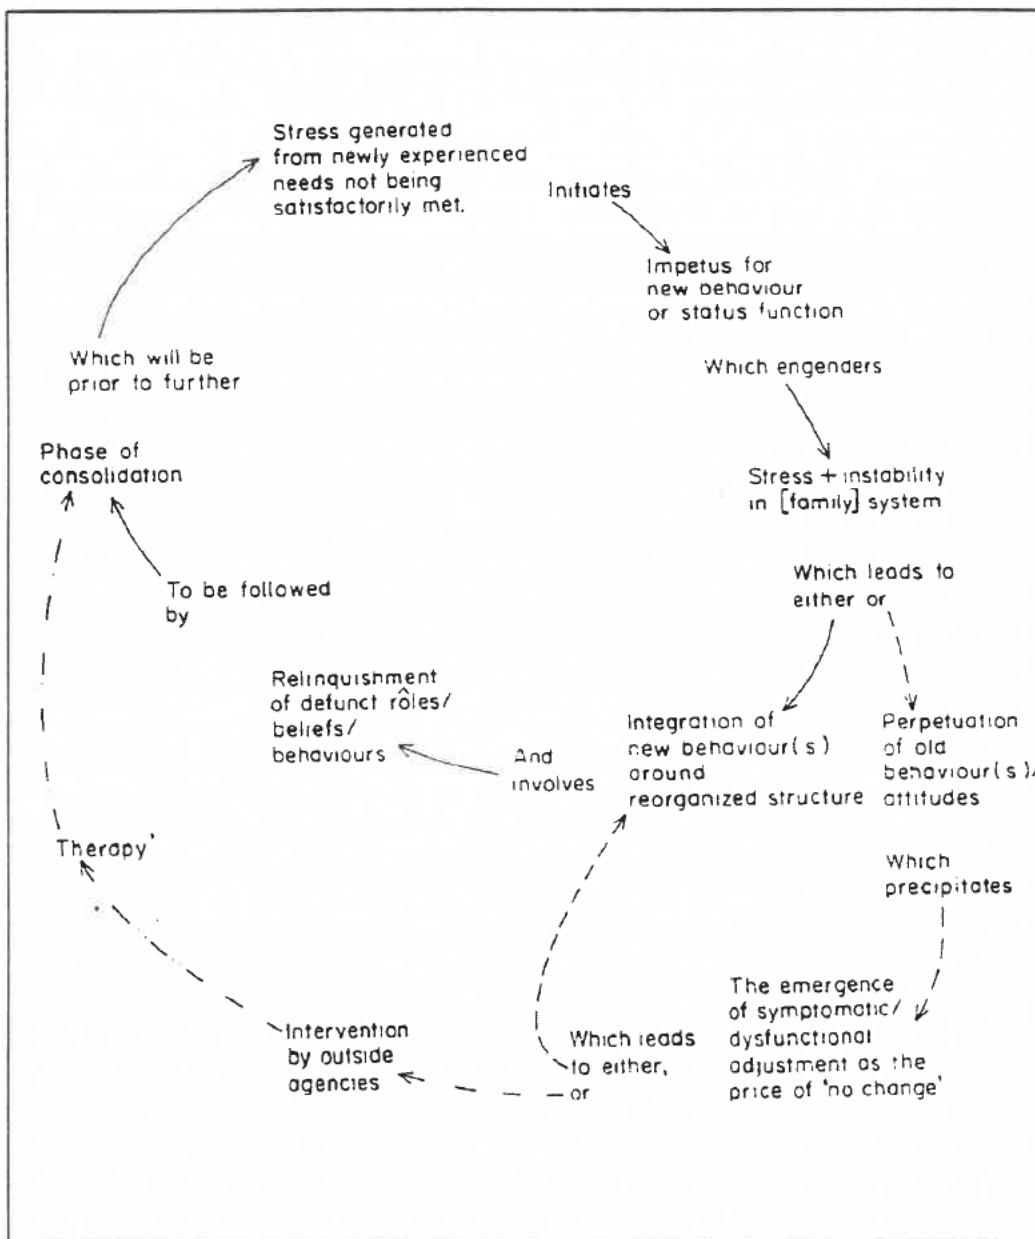 Stress generated
from newly experienced
needs not being
satisfactorily met.
Initiates
Impetus for
new behaviour
or status function
Which engenders
Stress + instability
in [family] system
Which leads to
either or
Integration of
new behaviour(s)
around
reorganized structure
Perpetuation
of old
behaviour(s)/
attitudes
Which
precipitates
The emergence
of symptomatic/
dysfunctional
adjustment as the
price of 'no change'
Which leads
to either,
or
Intervention
by outside
agencies
Therapy'
And
involves
Relinquishment
of defunct rôles/
beliefs/
behaviours
To be followed
by
Phase of
consolidation
Which will be
prior to further